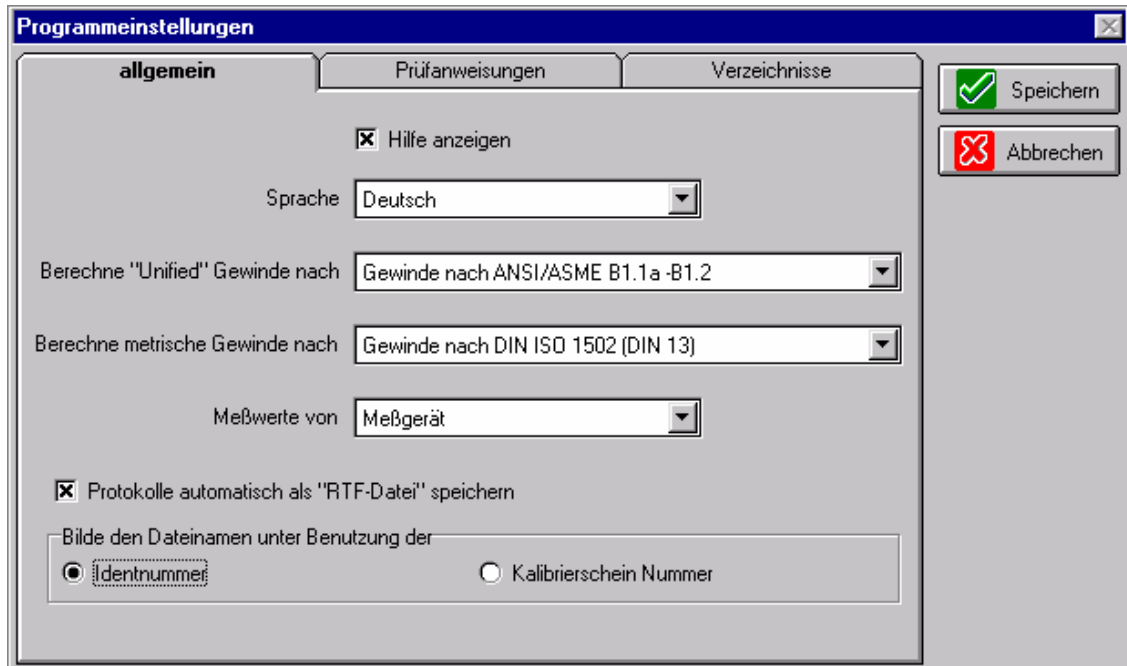 Programmeinstellungen
allgemein
Prüfanweisungen
Verzeichnisse
Speichern
Abbrechen
Hilfe anzeigen
Sprache
Deutsch
Berechne "Unified" Gewinde nach
Gewinde nach ANSI/ASME B1.1a -B1.2
Berechne metrische Gewinde nach
Gewinde nach DIN ISO 1502 (DIN 13)
Meßwerte von
Meßgerät
Protokolle automatisch als "RTF-Datei" speichern
Bilde den Dateinamen unter Benutzung der
Identnummer
Kalibrierschein Nummer